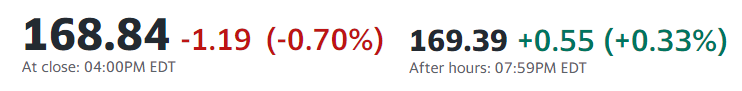 168.84 -1.19 (-0.70%)
At close: 04:00PM EDT
169.39 +0.55 (+0.33%)
After hours: 07:59PM EDT